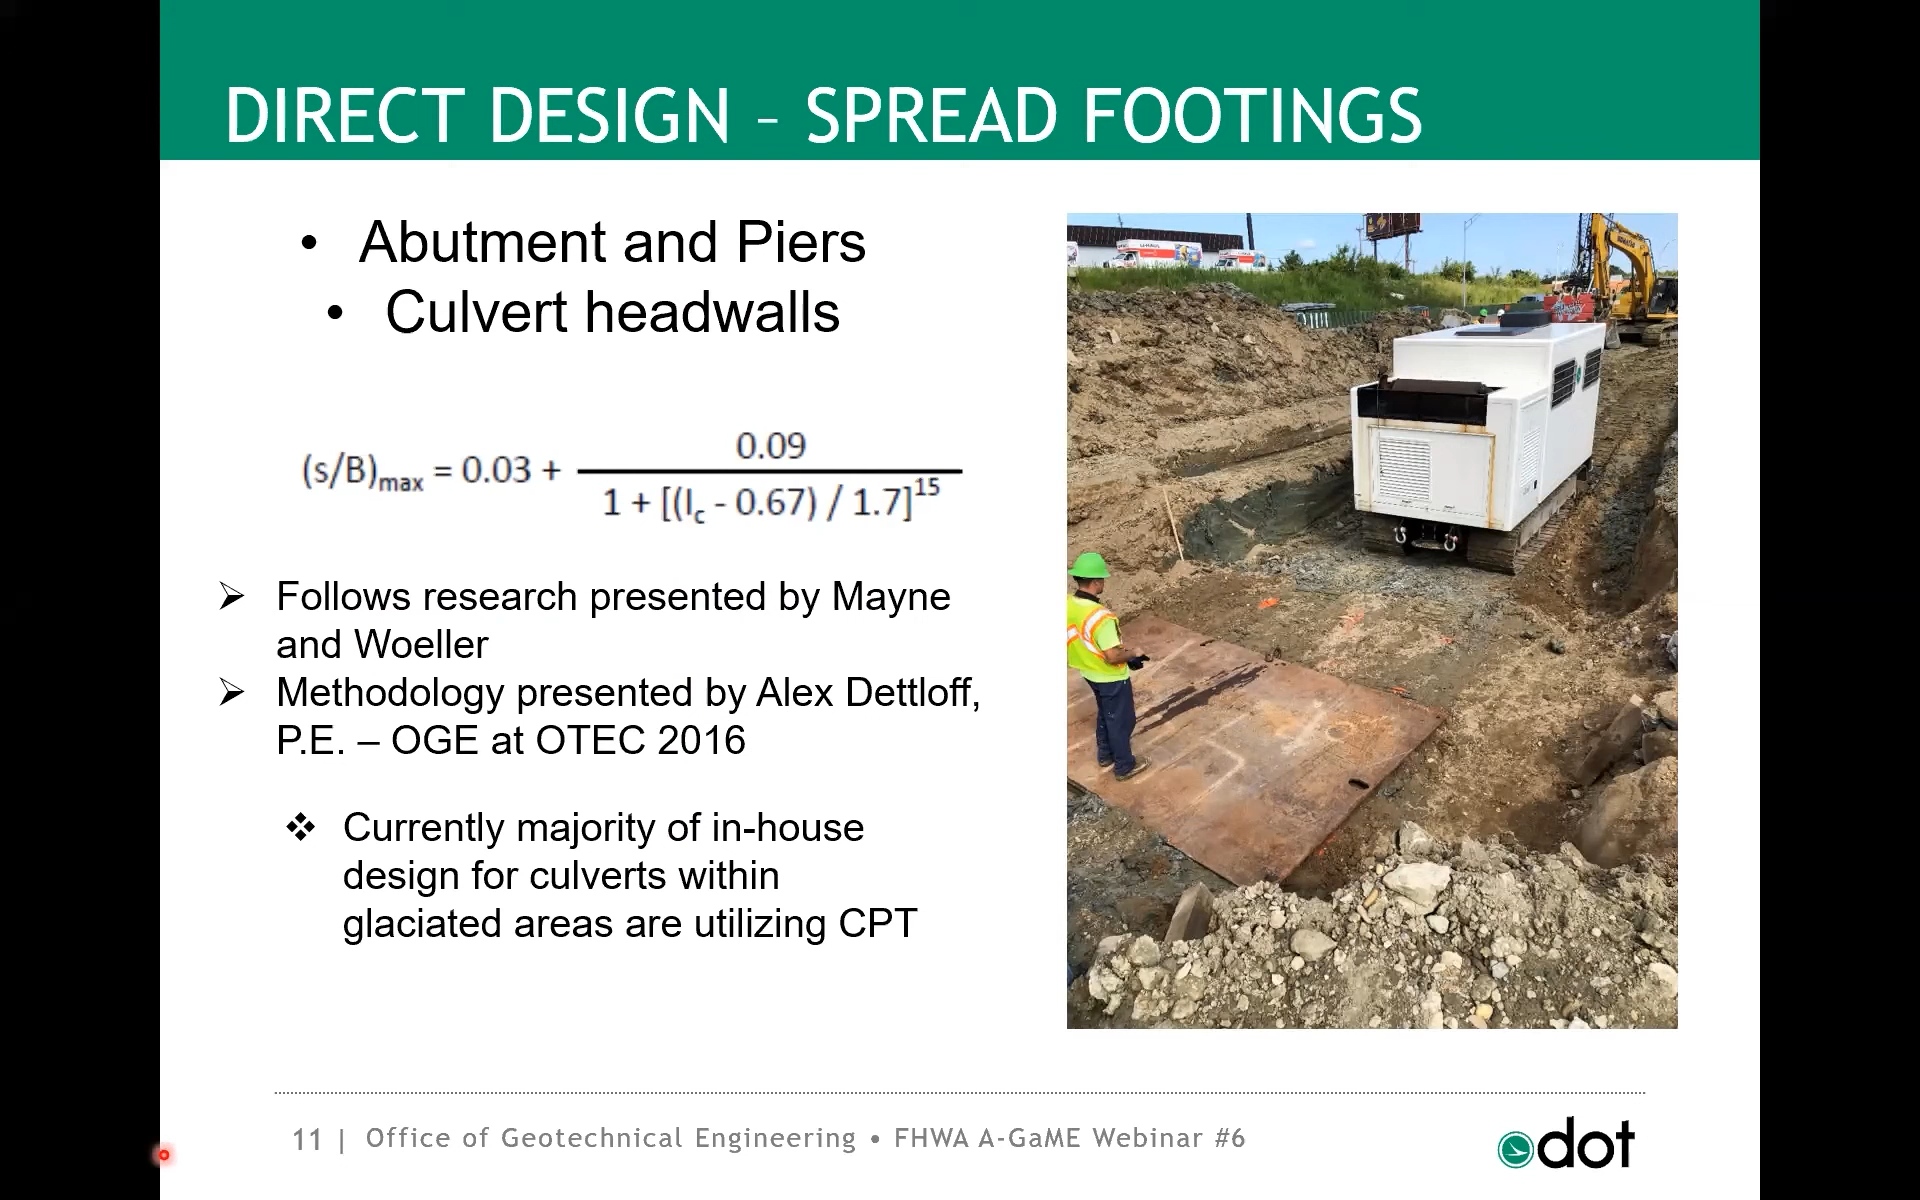 DIRECT DESIGN – SPREAD FOOTINGS
• Abutment and Piers
• Culvert headwalls
(s/B)max = 0.03 + 0.09 / 1 + [(Ic - 0.67) / 1.7]^15
➢ Follows research presented by Mayne
and Woeller
➢ Methodology presented by Alex Dettloff,
P.E. – OGE at OTEC 2016
❖ Currently majority of in-house
design for culverts within
glaciated areas are utilizing CPT
U-HAUL
KOMATSU
11 | Office of Geotechnical Engineering • FHWA A-GaME Webinar #6
dot